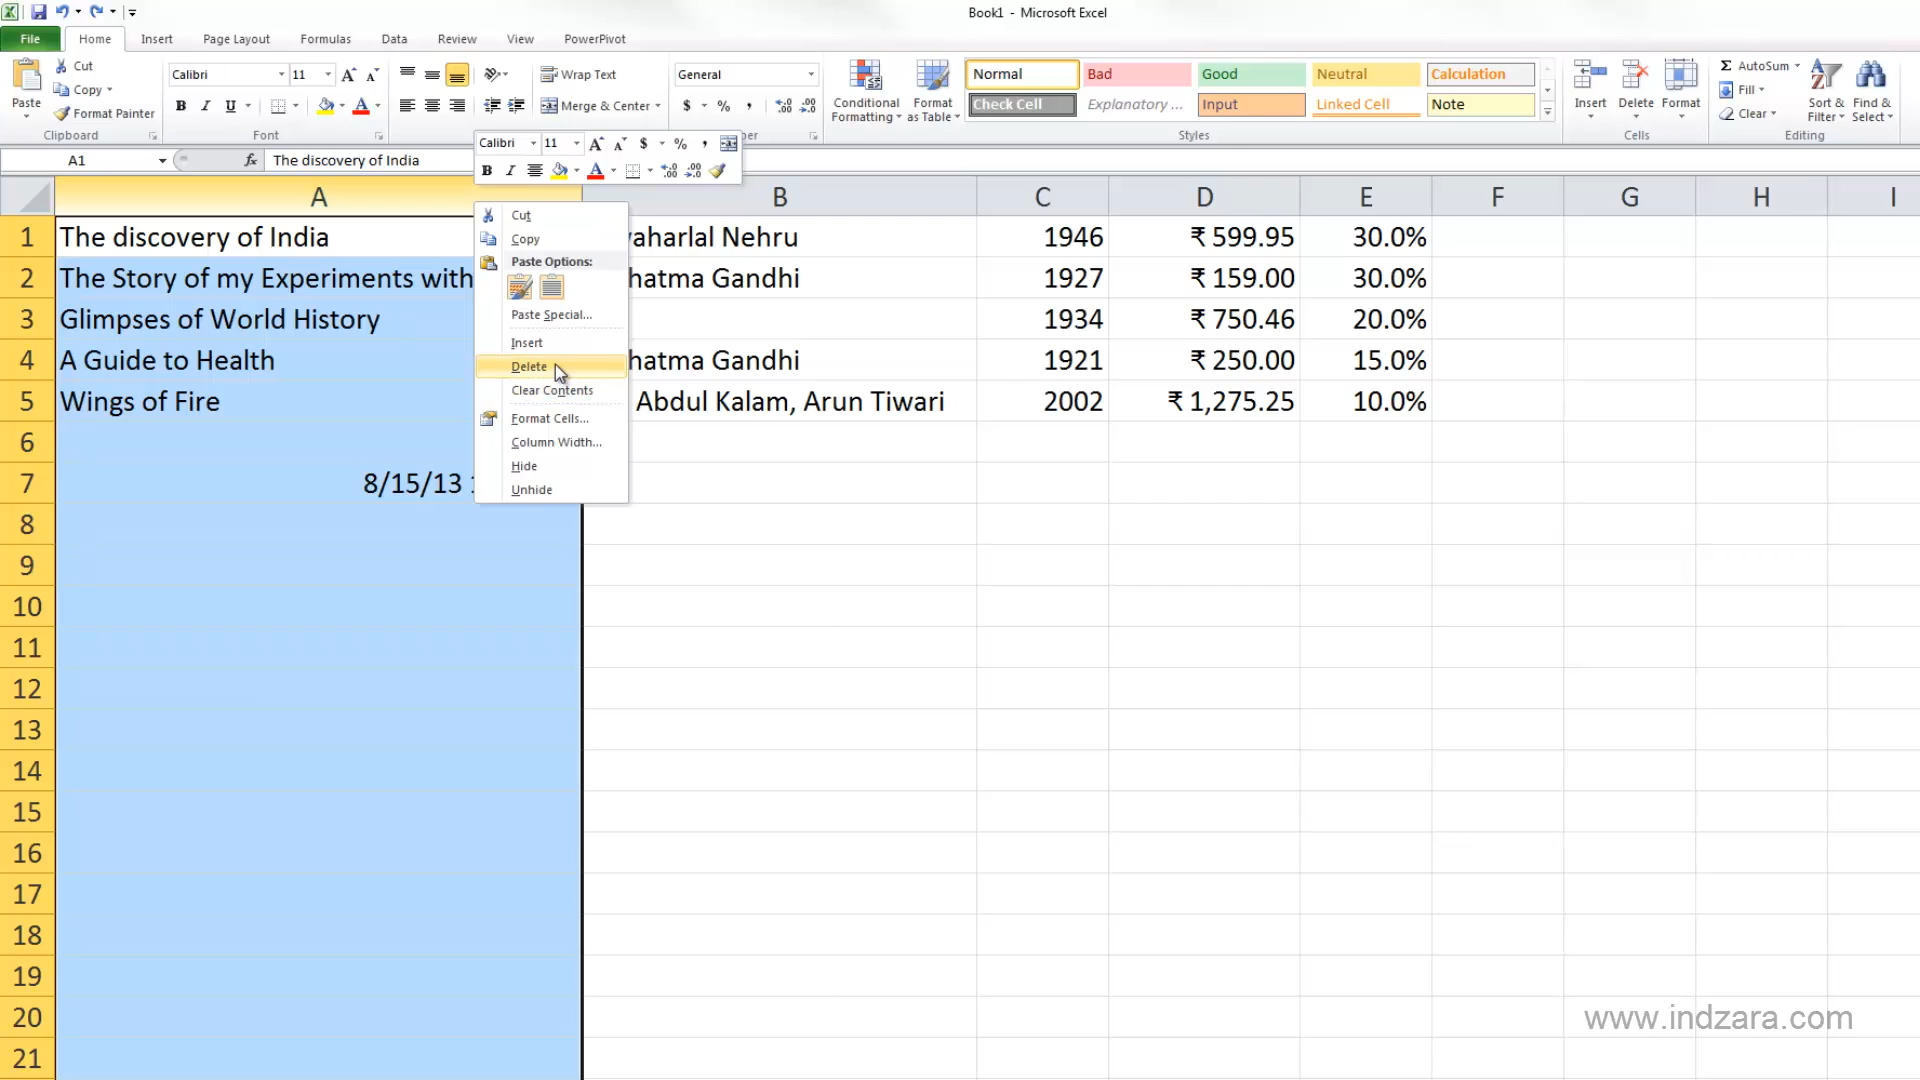 Book1 - Microsoft Excel
File Home Insert Page Layout Formulas Data Review View PowerPivot
Paste
Cut
Copy
Format Painter
Clipboard
Calibri 11
B I U
Font
Wrap Text
Merge & Center
General
$ % ,
Conditional Formatting
Format as Table
Normal Bad Good Neutral Calculation
Check Cell Explanatory ... Input Linked Cell Note
Styles
Insert Delete Format
Cells
Σ AutoSum
Fill
Clear
Sort & Filter
Find & Select
Editing
Calibri 11 $ % ,
B I
A1 fx The discovery of India
A B C D E F G H I
1 The discovery of India vaharlal Nehru 1946 ₹ 599.95 30.0%
2 The Story of my Experiments with hatma Gandhi 1927 ₹ 159.00 30.0%
3 Glimpses of World History 1934 ₹ 750.46 20.0%
4 A Guide to Health hatma Gandhi 1921 ₹ 250.00 15.0%
5 Wings of Fire Abdul Kalam, Arun Tiwari 2002 ₹ 1,275.25 10.0%
6
7 8/15/13
8
9
10
11
12
13
14
15
16
17
18
19
20
21
Cut
Copy
Paste Options:
Paste Special...
Insert
Delete
Clear Contents
Format Cells...
Column Width...
Hide
Unhide
www.indzara.com